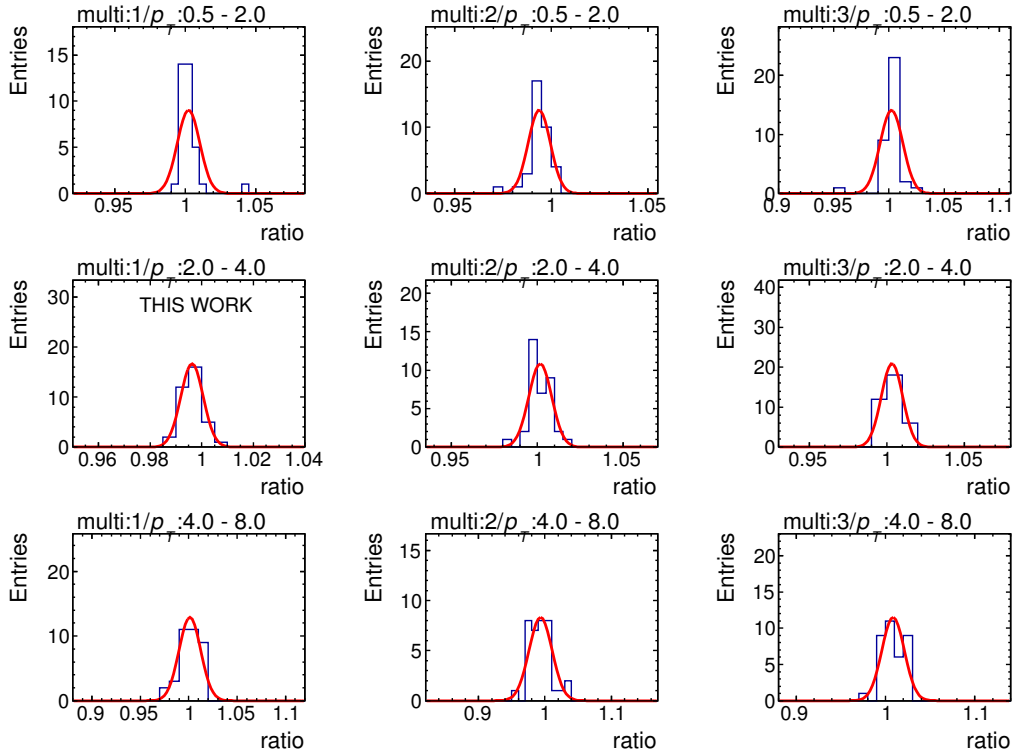 multi:1/p_T:0.5 - 2.0
Entries
15
10
5
0
0.95 1 1.05
ratio
multi:2/p_T:0.5 - 2.0
Entries
20
10
0
0.95 1 1.05
ratio
multi:3/p_T:0.5 - 2.0
Entries
20
10
0
0.9 0.95 1 1.05 1.1
ratio
multi:1/p_T:2.0 - 4.0
THIS WORK
Entries
30
20
10
0
0.96 0.98 1 1.02 1.04
ratio
multi:2/p_T:2.0 - 4.0
Entries
20
15
10
5
0
0.95 1 1.05
ratio
multi:3/p_T:2.0 - 4.0
Entries
40
30
20
10
0
0.95 1 1.05
ratio
multi:1/p_T:4.0 - 8.0
Entries
20
10
0
0.9 0.95 1 1.05 1.1
ratio
multi:2/p_T:4.0 - 8.0
Entries
15
10
5
0
0.9 1 1.1
ratio
multi:3/p_T:4.0 - 8.0
Entries
20
15
10
5
0
0.9 1 1.1
ratio